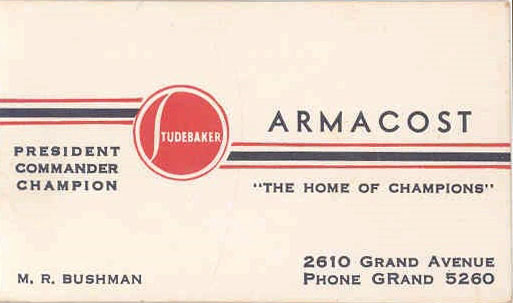 STUDEBAKER
ARMACOST
PRESIDENT
COMMANDER
CHAMPION
"THE HOME OF CHAMPIONS"
M. R. BUSHMAN
2610 GRAND AVENUE
PHONE GRAND 5260